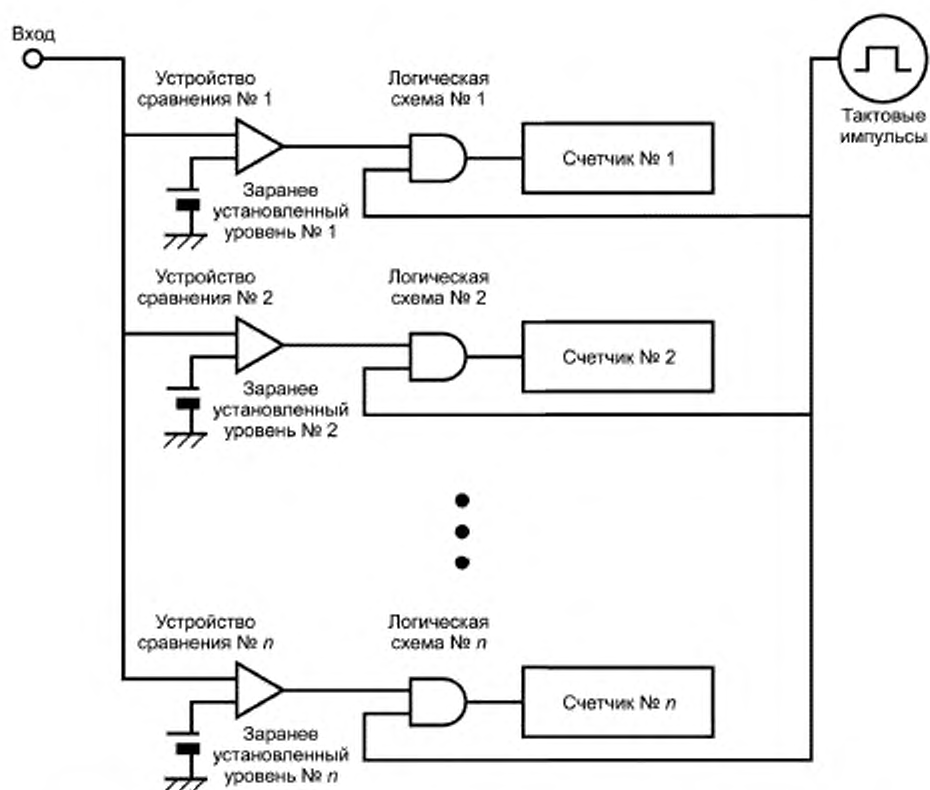 Вход
Устройство
сравнения № 1
Логическая
схема № 1
Счетчик № 1
Тактовые
импульсы
Заранее
установленный
уровень № 1
Устройство
сравнения № 2
Логическая
схема № 2
Счетчик № 2
Заранее
установленный
уровень № 2
Устройство
сравнения № n
Логическая
схема № n
Счетчик № n
Заранее
установленный
уровень № n